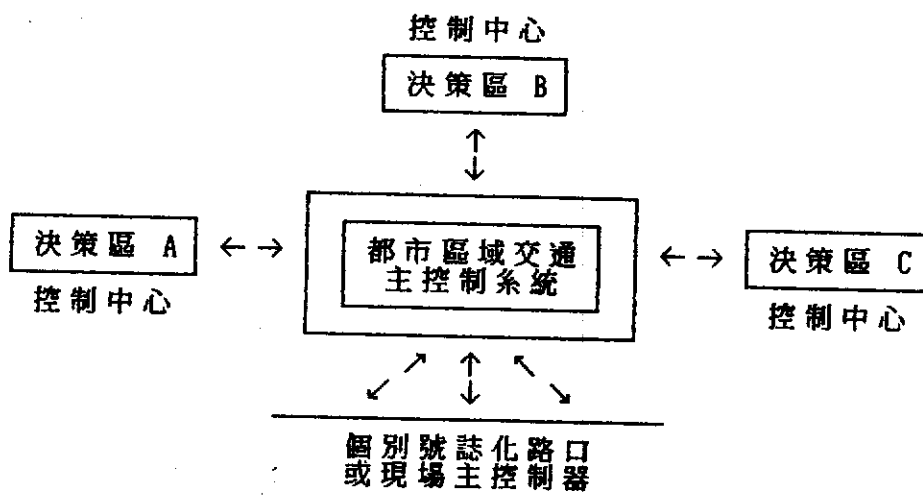 控制中心
決策區 B
決策區 A
控制中心
都市區域交通
主控制系統
決策區 C
控制中心
個別號誌化路口
或現場主控制器